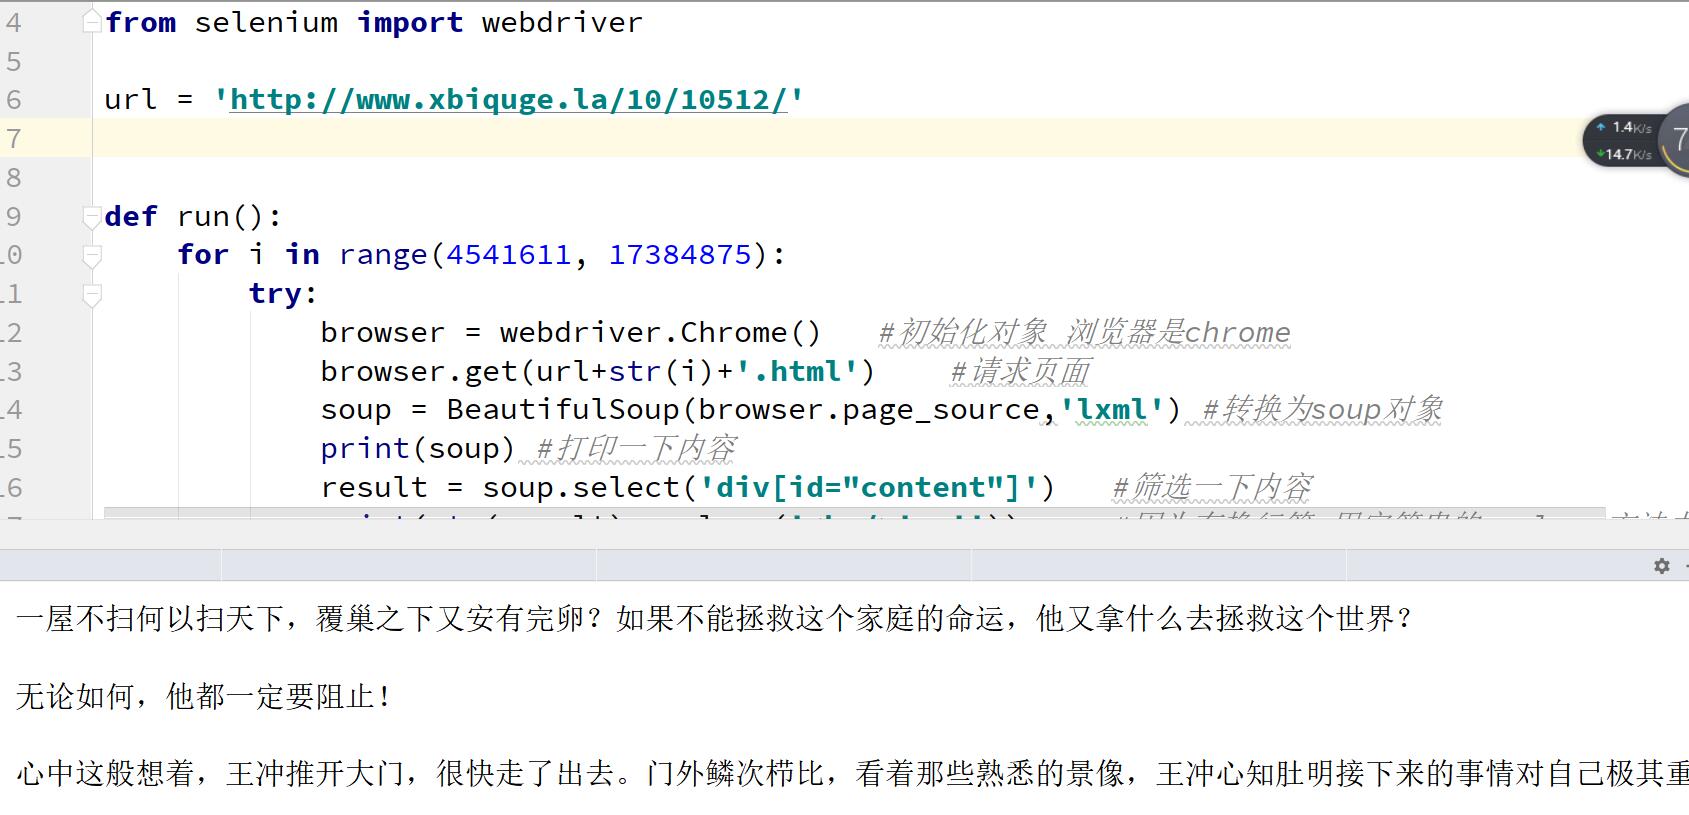 4 from selenium import webdriver
5
6 url = 'http://www.xbiquge.la/10/10512/'
7
8
9 def run():
10 for i in range(4541611, 17384875):
11 try:
12 browser = webdriver.Chrome() #初始化对象 浏览器是chrome
13 browser.get(url+str(i)+'.html') #请求页面
14 soup = BeautifulSoup(browser.page_source,'lxml') #转换为soup对象
15 print(soup) #打印一下内容
16 result = soup.select('div[id="content"]') #筛选一下内容
1.4K/s
14.7K/s
7
一屋不扫何以扫天下，覆巢之下又安有完卵？如果不能拯救这个家庭的命运，他又拿什么去拯救这个世界？
无论如何，他都一定要阻止！
心中这般想着，王冲推开大门，很快走了出去。门外鳞次栉比，看着那些熟悉的景像，王冲心知肚明接下来的事情对自己极其重